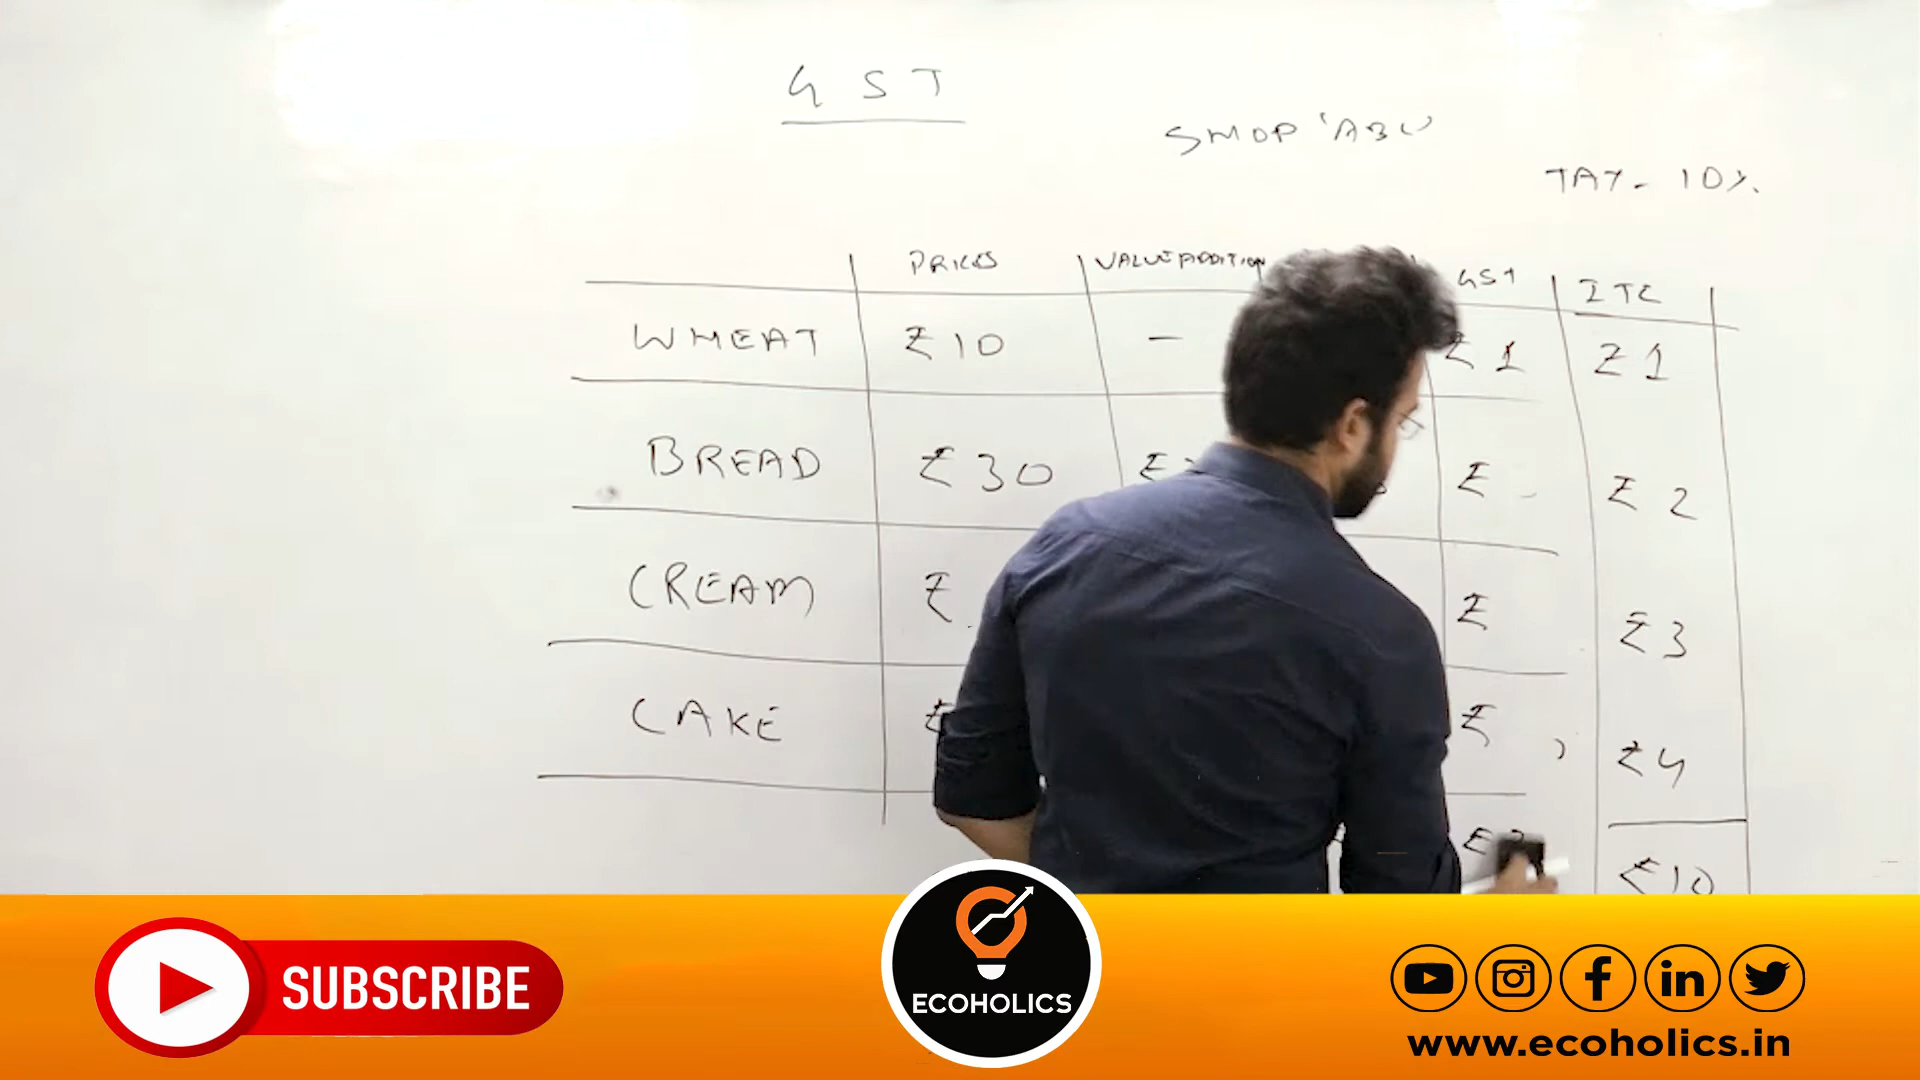 GST
SHOP 'ABC'
TAX - 10%
PRICES VALUE ADDITION GST ITC
WHEAT ₹10 - ₹1 ₹1
BREAD ₹30 ₹ ₹ ₹2
CREAM ₹ ₹ ₹3
CAKE ₹ ₹ ₹4
₹ ₹10
SUBSCRIBE
ECOHOLICS
www.ecoholics.in